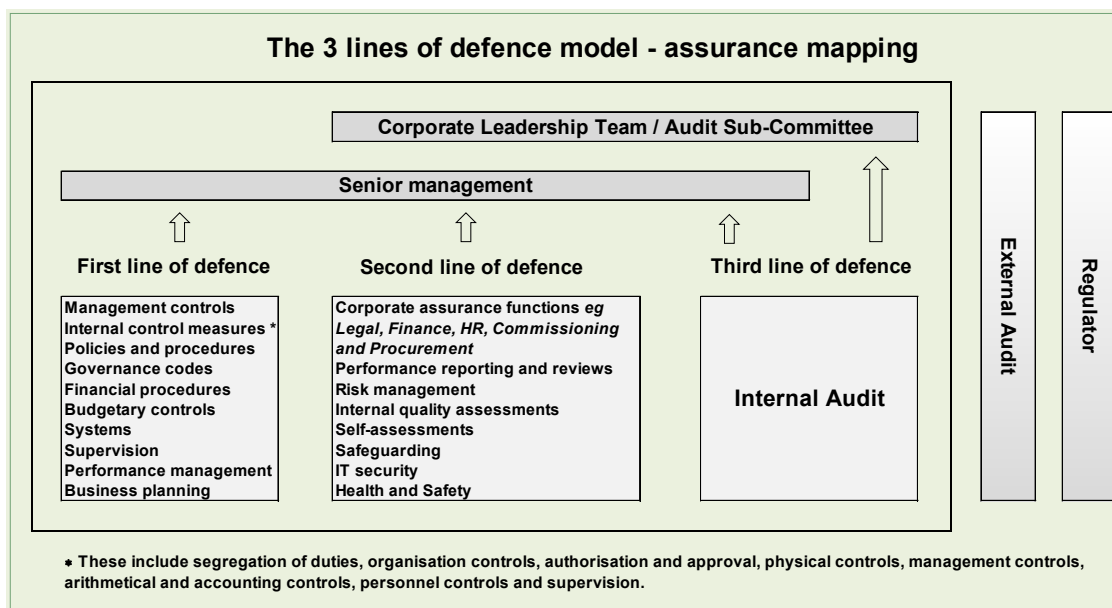 The 3 lines of defence model - assurance mapping
Corporate Leadership Team / Audit Sub-Committee
Senior management
First line of defence
Management controls
Internal control measures *
Policies and procedures
Governance codes
Financial procedures
Budgetary controls
Systems
Supervision
Performance management
Business planning
Second line of defence
Corporate assurance functions eg
Legal, Finance, HR, Commissioning
and Procurement
Performance reporting and reviews
Risk management
Internal quality assessments
Self-assessments
Safeguarding
IT security
Health and Safety
Third line of defence
Internal Audit
External Audit
Regulator
* These include segregation of duties, organisation controls, authorisation and approval, physical controls, management controls,
arithmetical and accounting controls, personnel controls and supervision.